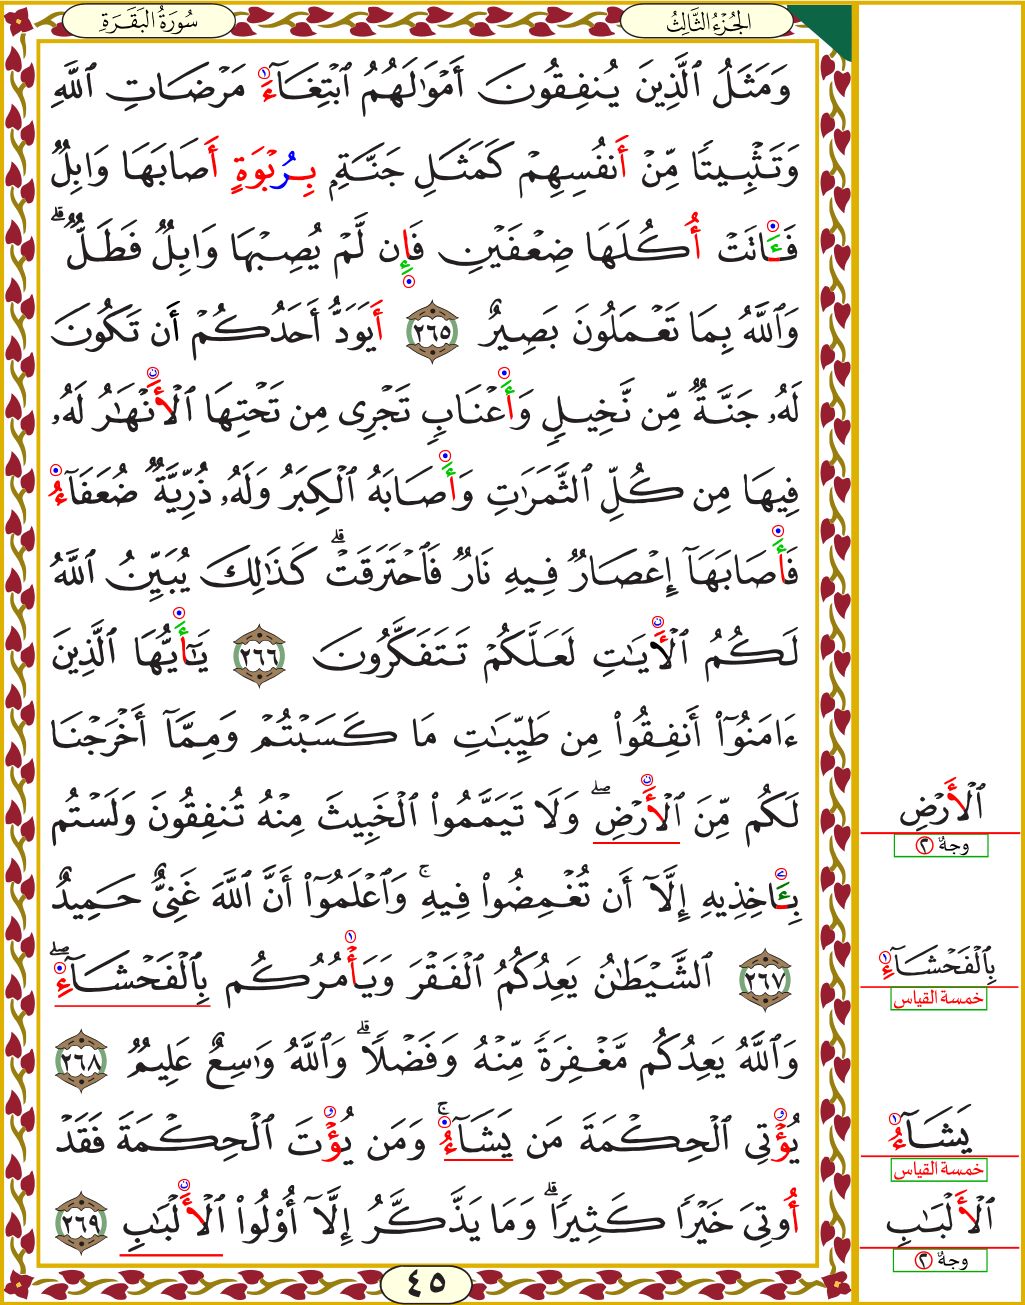 سُورَةُ البَقَرَةِ
الجُزْءُ الثَّالِثُ
وَمَثَلُ ٱلَّذِينَ يُنفِقُونَ أَمۡوَٰلَهُمُ ٱبۡتِغَآءَ مَرۡضَاتِ ٱللَّهِ
وَتَثۡبِيتٗا مِّنۡ أَنفُسِهِمۡ كَمَثَلِ جَنَّةِۭ بِرُبۡوَةٍ أَصَابَهَا وَابِلٞ
فَـَٔاتَتۡ أُكُلَهَا ضِعۡفَيۡنِ فَإِن لَّمۡ يُصِبۡهَا وَابِلٞ فَطَلّٞۗ
وَٱللَّهُ بِمَا تَعۡمَلُونَ بَصِيرٌ ٢٦٥ أَيَوَدُّ أَحَدُكُمۡ أَن تَكُونَ
لَهُۥ جَنَّةٞ مِّن نَّخِيلٖ وَأَعۡنَابٖ تَجۡرِي مِن تَحۡتِهَا ٱلۡأَنۡهَٰرُ لَهُۥ
فِيهَا مِن كُلِّ ٱلثَّمَرَٰتِ وَأَصَابَهُ ٱلۡكِبَرُ وَلَهُۥ ذُرِّيَّةٞ ضُعَفَآءُ
فَأَصَابَهَآ إِعۡصَارٞ فِيهِ نَارٞ فَٱحۡتَرَقَتۡۗ كَذَٰلِكَ يُبَيِّنُ ٱللَّهُ
لَكُمُ ٱلۡأٓيَٰتِ لَعَلَّكُمۡ تَتَفَكَّرُونَ ٢٦٦ يَٰٓأَيُّهَا ٱلَّذِينَ
ءَامَنُوٓاْ أَنفِقُواْ مِن طَيِّبَٰتِ مَا كَسَبۡتُمۡ وَمِمَّآ أَخۡرَجۡنَا
لَكُم مِّنَ ٱلۡأَرۡضِۖ وَلَا تَيَمَّمُواْ ٱلۡخَبِيثَ مِنۡهُ تُنفِقُونَ وَلَسۡتُم
بِـَٔاخِذِيهِ إِلَّآ أَن تُغۡمِضُواْ فِيهِۚ وَٱعۡلَمُوٓاْ أَنَّ ٱللَّهَ غَنِيٌّ حَمِيدٌ
٢٦٧ ٱلشَّيۡطَٰنُ يَعِدُكُمُ ٱلۡفَقۡرَ وَيَأۡمُرُكُم بِٱلۡفَحۡشَآءِۖ
وَٱللَّهُ يَعِدُكُم مَّغۡفِرَةٗ مِّنۡهُ وَفَضۡلٗاۗ وَٱللَّهُ وَٰسِعٌ عَلِيمٞ ٢٦٨
يُؤۡتِي ٱلۡحِكۡمَةَ مَن يَشَآءُۚ وَمَن يُؤۡتَ ٱلۡحِكۡمَةَ فَقَدۡ
أُوتِيَ خَيۡرٗا كَثِيرٗاۗ وَمَا يَذَّكَّرُ إِلَّآ أُوْلُواْ ٱلۡأَلۡبَٰبِ ٢٦٩
٤٥
ٱلۡأَرۡضِ
وجهٌ ٢
بِٱلۡفَحۡشَآءِ
خمسة القياس
يَشَآءُ
خمسة القياس
ٱلۡأَلۡبَٰبِ
وجهٌ ٢